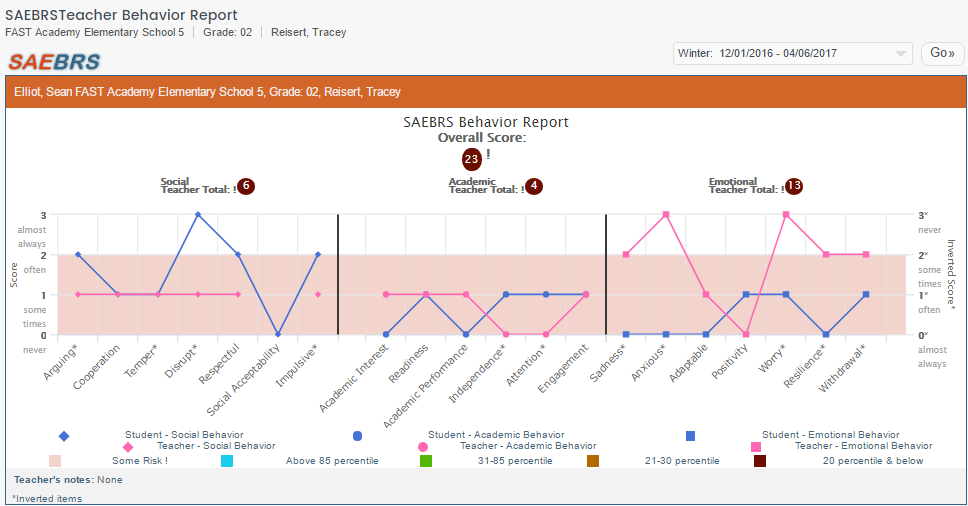 SAEBRSTeacher Behavior Report
FAST Academy Elementary School 5 | Grade: 02 | Reisert, Tracey
SAEBRS
Winter: 12/01/2016 - 04/06/2017
Go»
Elliot, Sean FAST Academy Elementary School 5, Grade: 02, Reisert, Tracey
SAEBRS Behavior Report
Overall Score:
23 !
Social
Teacher Total: ! 6
Academic
Teacher Total: ! 4
Emotional
Teacher Total: ! 13
Score
3
almost
always
2
often
1
some
times
0
never
3*
never
2*
some
times
1*
often
0*
almost
always
Inverted Score*
Arguing*
Cooperation
Temper*
Disrupt*
Respectful
Social Acceptability
Impulsive*
Academic Interest
Readiness
Academic Performance
Independence*
Attention*
Engagement
Sadness*
Anxious*
Adaptable
Positivity
Worry*
Resilience*
Withdrawal*
Student - Social Behavior
Student - Academic Behavior
Student - Emotional Behavior
Teacher - Social Behavior
Teacher - Academic Behavior
Teacher - Emotional Behavior
Some Risk !
Above 85 percentile
31-85 percentile
21-30 percentile
20 percentile & below
Teacher's notes: None
*Inverted items